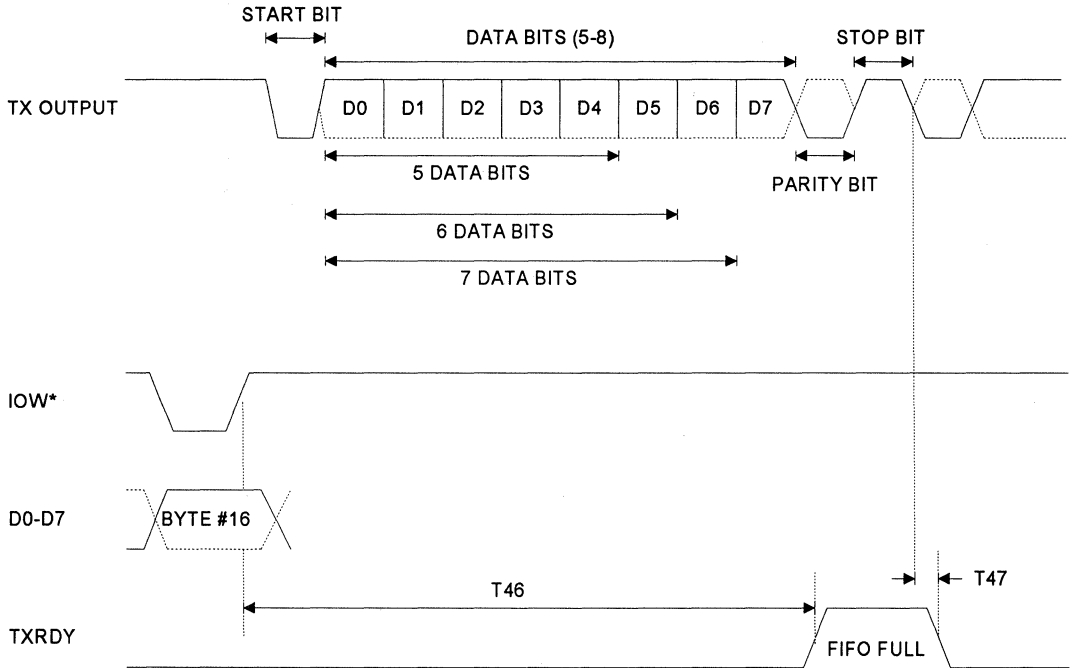 START BIT
DATA BITS (5-8)
STOP BIT
TX OUTPUT
D0 D1 D2 D3 D4 D5 D6 D7
5 DATA BITS
PARITY BIT
6 DATA BITS
7 DATA BITS
IOW*
D0-D7
BYTE #16
T46
T47
TXRDY
FIFO FULL